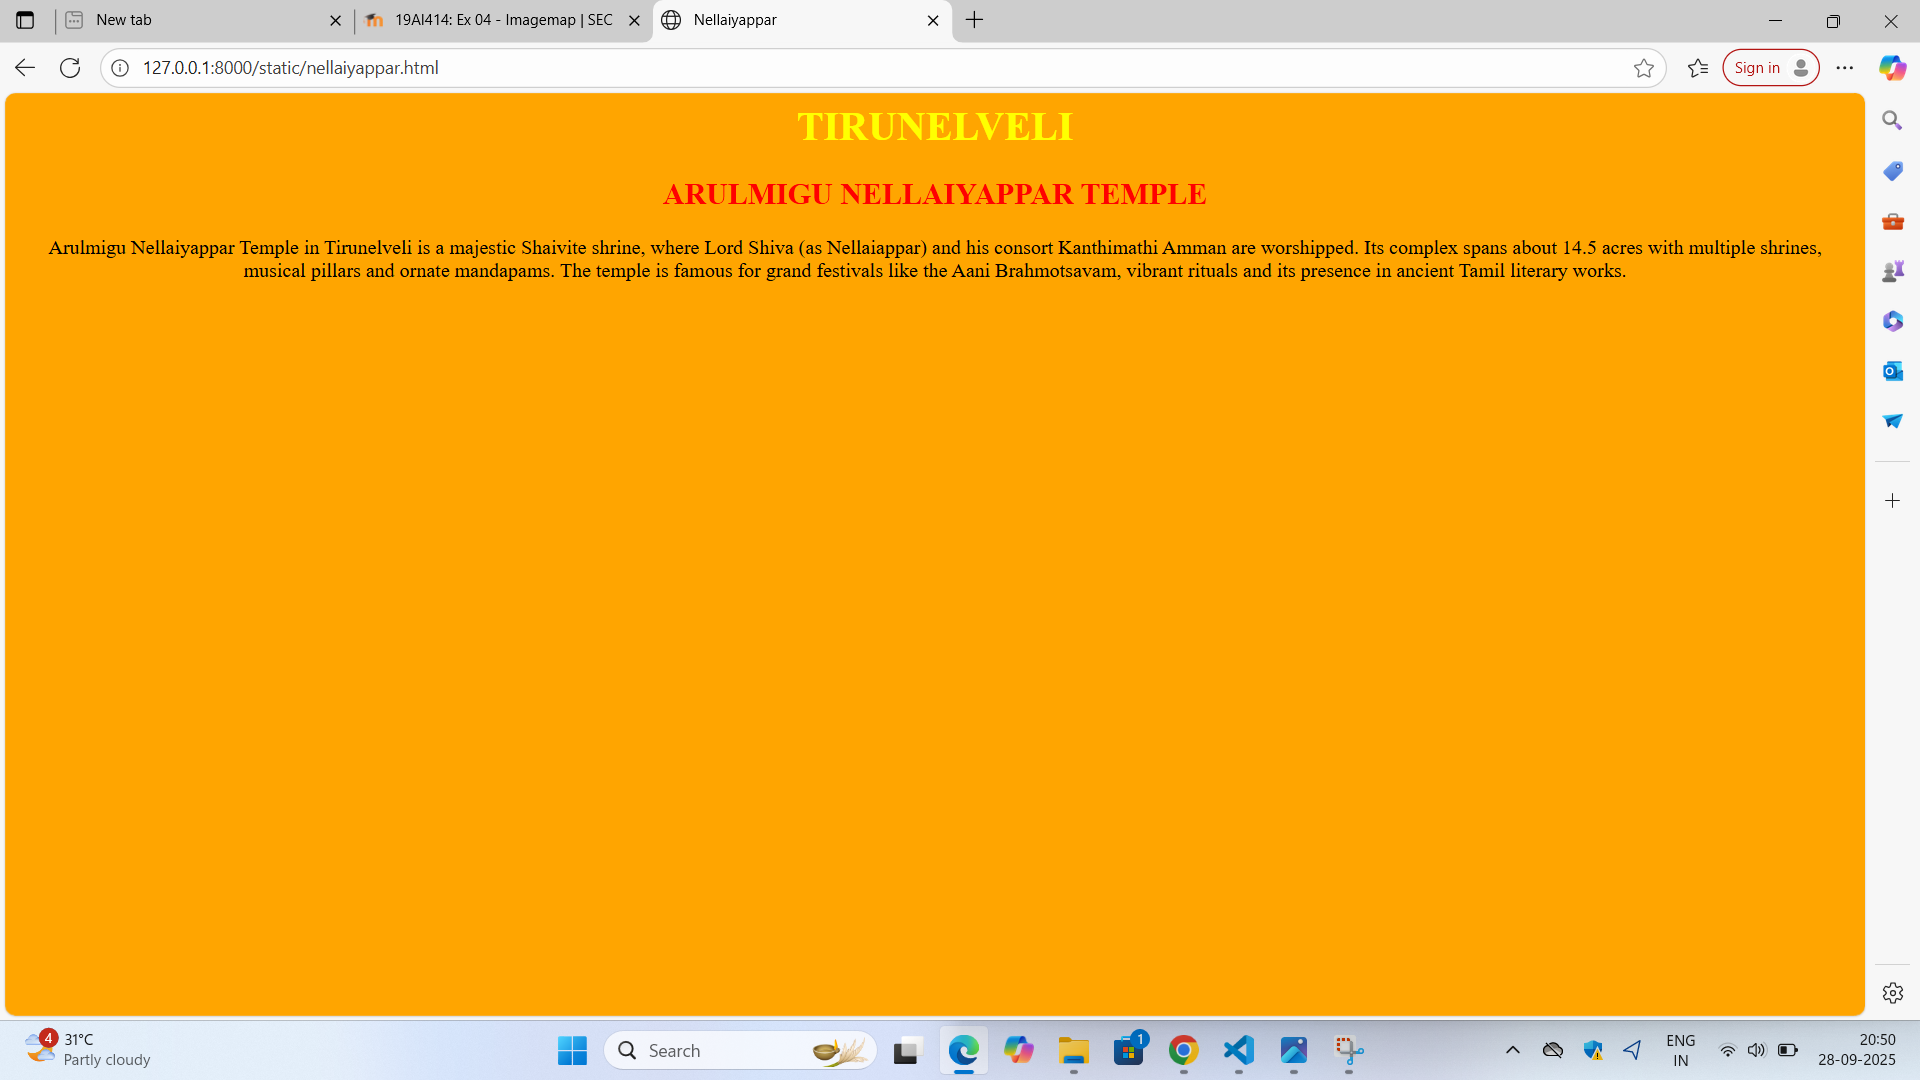 New tab
19AI414: Ex 04 - Imagemap | SEC
Nellaiyappar
127.0.0.1:8000/static/nellaiyappar.html
Sign in
TIRUNELVELI
ARULMIGU NELLAIYAPPAR TEMPLE
Arulmigu Nellaiyappar Temple in Tirunelveli is a majestic Shaivite shrine, where Lord Shiva (as Nellaiappar) and his consort Kanthimathi Amman are worshipped. Its complex spans about 14.5 acres with multiple shrines,
musical pillars and ornate mandapams. The temple is famous for grand festivals like the Aani Brahmotsavam, vibrant rituals and its presence in ancient Tamil literary works.
4
31°C
Partly cloudy
Search
1
ENG
IN
20:50
28-09-2025